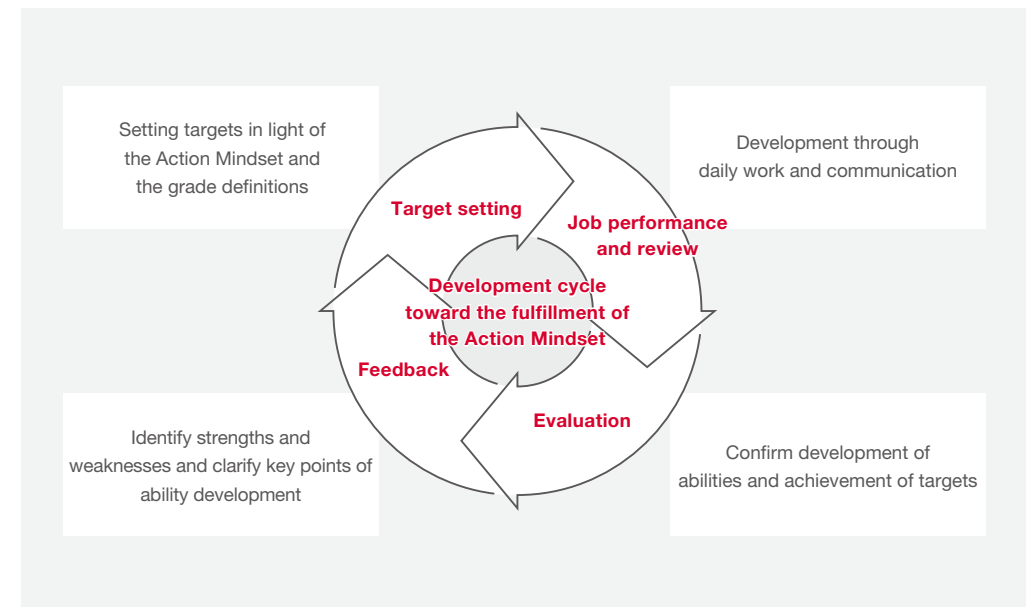 Setting targets in light of
the Action Mindset and
the grade definitions
Development through
daily work and communication
Target setting
Job performance
and review
Development cycle
toward the fulfillment of
the Action Mindset
Feedback
Evaluation
Identify strengths and
weaknesses and clarify key points of
ability development
Confirm development of
abilities and achievement of targets